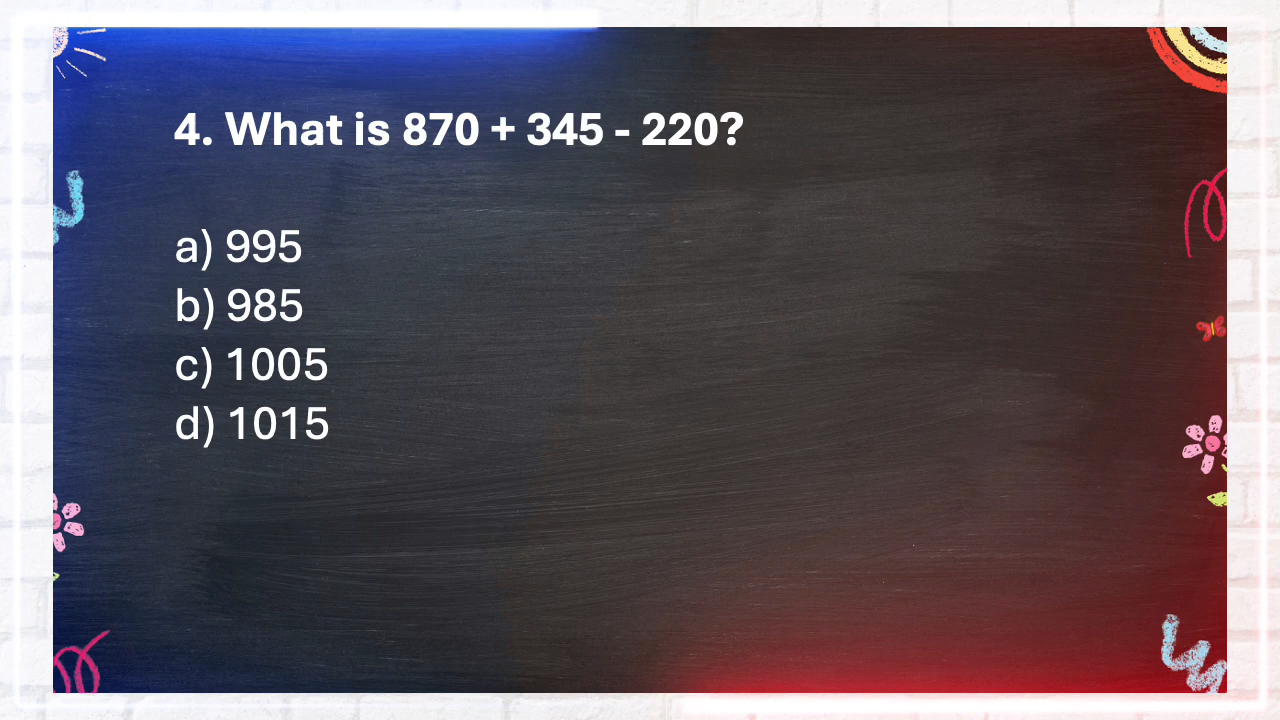 4. What is 870 + 345 - 220?
a) 995
b) 985
c) 1005
d) 1015